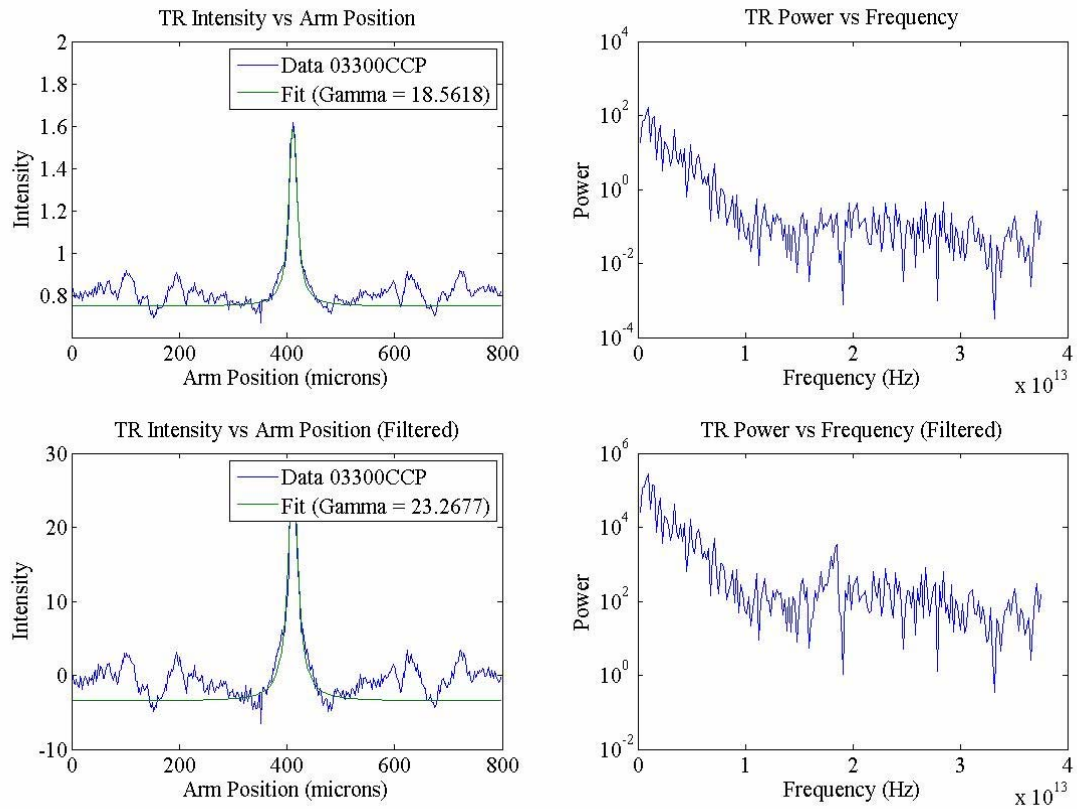 TR Intensity vs Arm Position
2
1.8
1.6
1.4
1.2
1
0.8
Intensity
Data 03300CCP
Fit (Gamma = 18.5618)
0 200 400 600 800
Arm Position (microns)
TR Power vs Frequency
10^4
10^2
10^0
10^-2
10^-4
Power
0 1 2 3 4
Frequency (Hz)
x 10^13
TR Intensity vs Arm Position (Filtered)
30
20
10
0
-10
Intensity
Data 03300CCP
Fit (Gamma = 23.2677)
0 200 400 600 800
Arm Position (microns)
TR Power vs Frequency (Filtered)
10^6
10^4
10^2
10^0
10^-2
Power
0 1 2 3 4
Frequency (Hz)
x 10^13